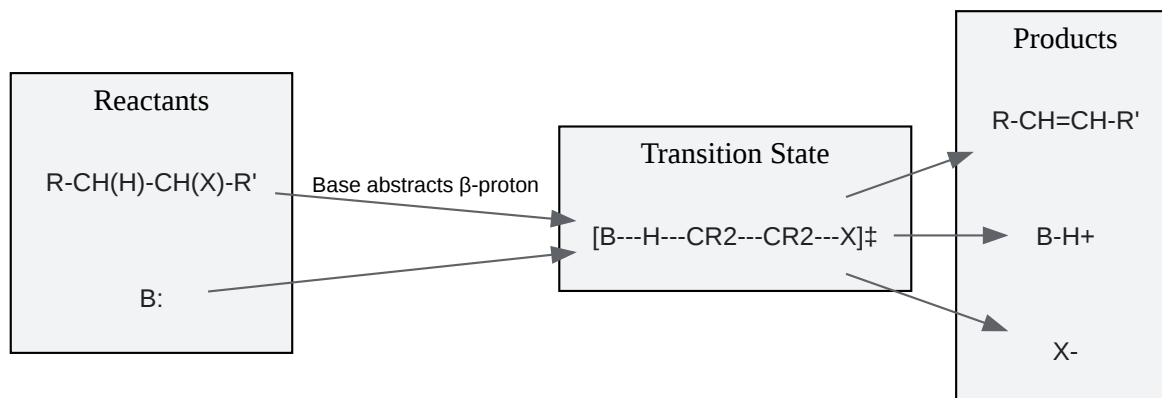 Reactants
R-CH(H)-CH(X)-R'
B:
Base abstracts β-proton
Transition State
[B---H---CR2---CR2---X]‡
Products
R-CH=CH-R'
B-H+
X-